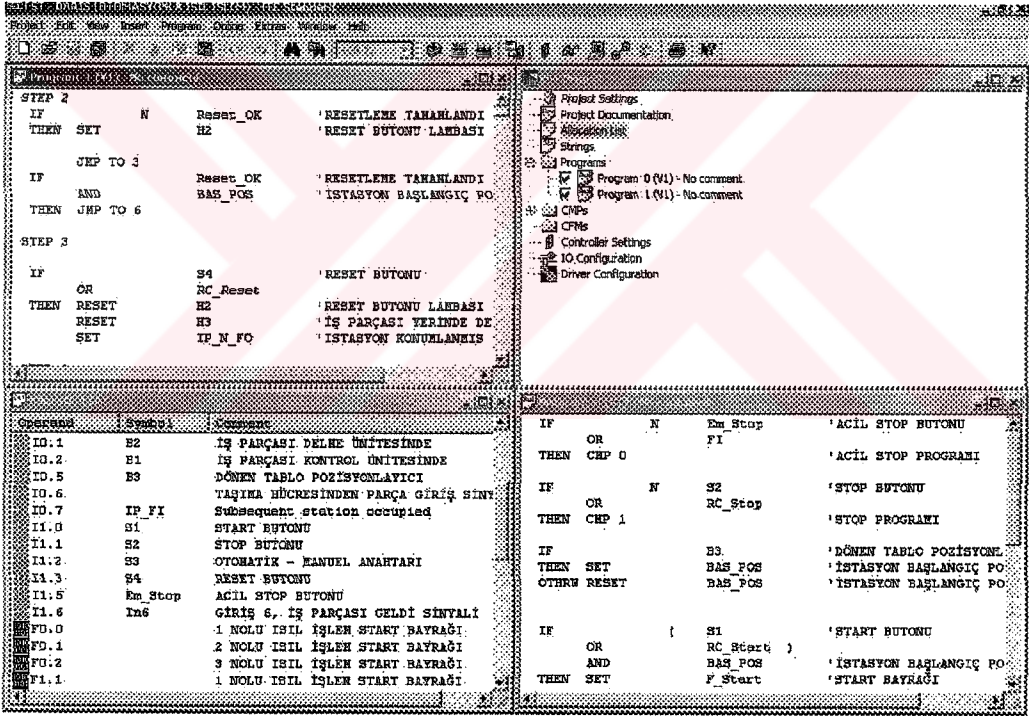 Project Edit View Insert Program Online Extras Window Help
STEP 2
IF N Reset_OK 'RESETLEME TAMAMLANDI
THEN SET H2 'RESET BUTONU LAMBASI
JMP TO 3
IF Reset_OK 'RESETLEME TAMAMLANDI
AND BAS_POS 'İSTASYON BAŞLANGIÇ PO
THEN JMP TO 6
STEP 3
IF S4 'RESET BUTONU
OR RC_Reset
THEN RESET H2 'RESET BUTONU LAMBASI
RESET H3 'İŞ PARÇASI YERİNDE DE
SET IP_N_FO 'ISTASYON KONUMLANMIS
Project Settings
Project Documentation
Allocation List
Strings
Programs
Program: 0 (V1) - No comment
Program: 1 (V1) - No comment
CMPs
CFMs
Controller Settings
IO Configuration
Driver Configuration
Operand Symbol Comment
I0.1 B2 İŞ PARÇASI DELME ÜNİTESİNDE
I0.2 B1 İŞ PARÇASI KONTROL ÜNİTESİNDE
I0.5 B3 DÖNEN TABLO POZİSYONLAYICI
I0.6 TAŞIMA HÜCRESİNDEN PARÇA GİRİŞ SİNY
I0.7 IP_FI Subsequent station occupied
I1.0 S1 START BUTONU
I1.1 S2 STOP BUTONU
I1.2 S3 OTOMATİK - MANUEL ANAHTARI
I1.3 S4 RESET BUTONU
I1.5 Em_Stop ACİL STOP BUTONU
I1.6 In6 GİRİŞ 6, İŞ PARÇASI GELDİ SİNYALİ
F0.0 1 NOLU ISIL İŞLEM START BAYRAĞI
F0.1 2 NOLU ISIL İŞLEM START BAYRAĞI
F0.2 3 NOLU ISIL İŞLEM START BAYRAĞI
F1.1 1 NOLU ISIL İŞLEM START BAYRAĞI
IF N Em_Stop 'ACİL STOP BUTONU
OR FI
THEN CMP 0 'ACİL STOP PROGRAMI
IF N S2 'STOP BUTONU
OR RC_Stop
THEN CMP 1 'STOP PROGRAMI
IF B3 'DÖNEN TABLO POZİSYONL
THEN SET BAS_POS 'İSTASYON BAŞLANGIÇ PO
OTHRW RESET BAS_POS 'İSTASYON BAŞLANGIÇ PO
IF ( S1 'START BUTONU
OR RC_Start )
AND BAS_POS 'İSTASYON BAŞLANGIÇ PO
THEN SET F_Start 'START BAYRAĞI